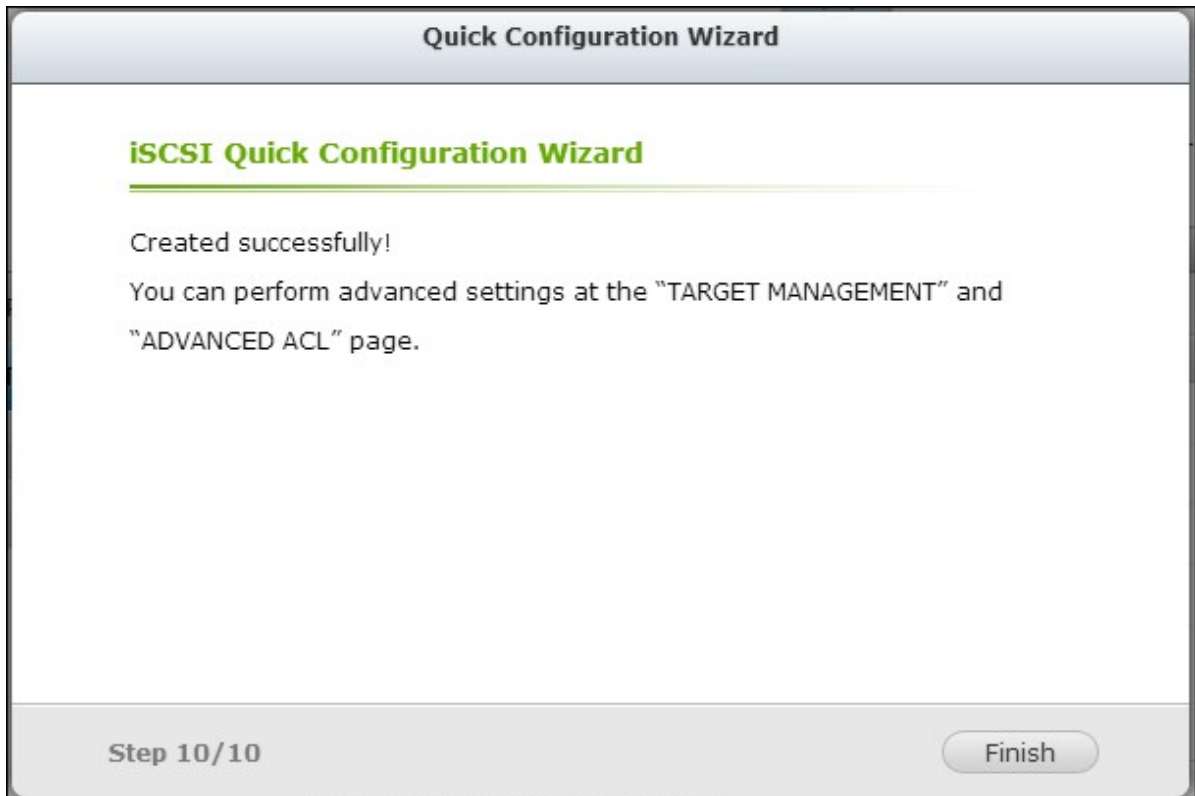 Quick Configuration Wizard
iSCSI Quick Configuration Wizard
Created successfully!
You can perform advanced settings at the “TARGET MANAGEMENT” and
“ADVANCED ACL” page.
Step 10/10
Finish